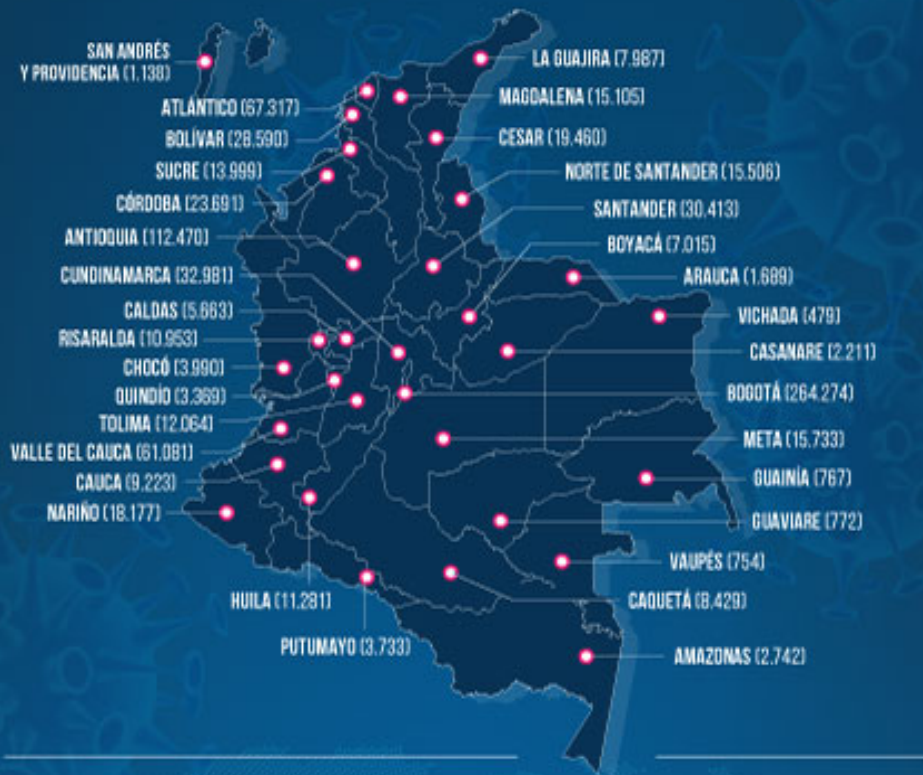 SAN ANDRÉS
Y PROVIDENCIA (1.138)
ATLÁNTICO (67.317)
BOLÍVAR (28.590)
SUCRE (13.999)
CÓRDOBA (23.691)
ANTIOQUIA (112.470)
CUNDINAMARCA (32.981)
CALDAS (5.663)
RISARALDA (10.953)
CHOCÓ (3.990)
QUINDÍO (3.369)
TOLIMA (12.064)
VALLE DEL CAUCA (61.081)
CAUCA (9.223)
NARIÑO (18.177)
HUILA (11.281)
PUTUMAYO (3.733)
LA GUAJIRA (7.987)
MAGDALENA (15.105)
CESAR (19.460)
NORTE DE SANTANDER (15.506)
SANTANDER (30.413)
BOYACÁ (7.015)
ARAUCA (1.689)
VICHADA (479)
CASANARE (2.211)
BOGOTÁ (264.274)
META (15.733)
GUAINÍA (767)
GUAVIARE (772)
VAUPÉS (754)
CAQUETÁ (8.429)
AMAZONAS (2.742)